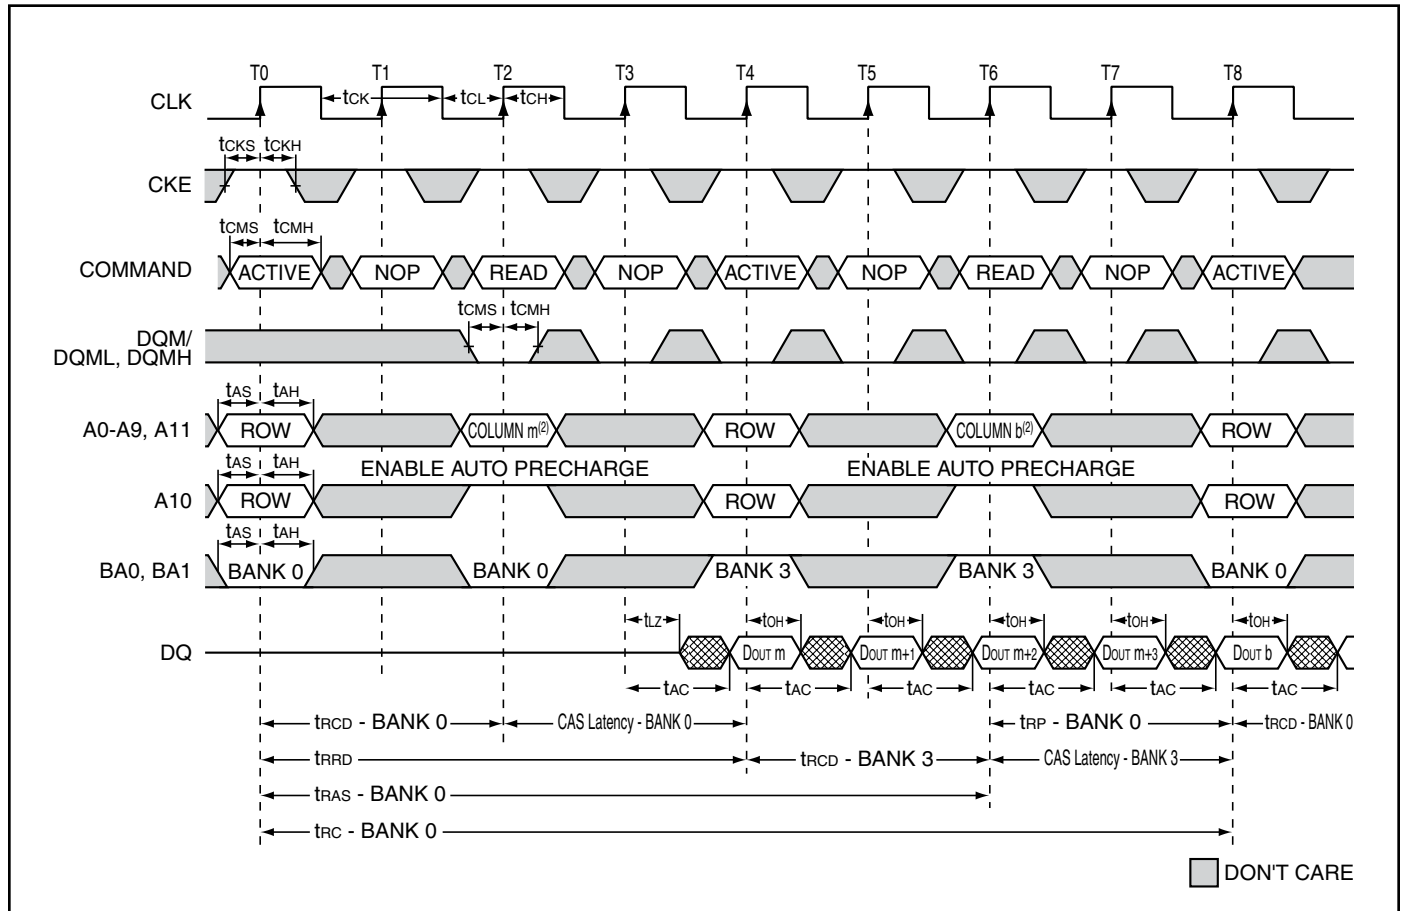 T0 T1 T2 T3 T4 T5 T6 T7 T8
CLK tCK tCL tCH
tCKS tCKH
CKE
tCMS tCMH
COMMAND ACTIVE NOP READ NOP ACTIVE NOP READ NOP ACTIVE
tCMS tCMH
DQM/
DQML, DQMH
tAS tAH
A0-A9, A11 ROW COLUMN m(2) ROW COLUMN b(2) ROW
tAS tAH ENABLE AUTO PRECHARGE ENABLE AUTO PRECHARGE
A10 ROW ROW ROW
tAS tAH
BA0, BA1 BANK 0 BANK 0 BANK 3 BANK 3 BANK 0
tLZ tOH tOH tOH tOH tOH
DQ DOUT m DOUT m+1 DOUT m+2 DOUT m+3 DOUT b
tAC tAC tAC tAC tAC tAC
tRCD - BANK 0 CAS Latency - BANK 0 tRP - BANK 0 tRCD - BANK 0
tRRD tRCD - BANK 3 CAS Latency - BANK 3
tRAS - BANK 0
tRC - BANK 0
DON'T CARE